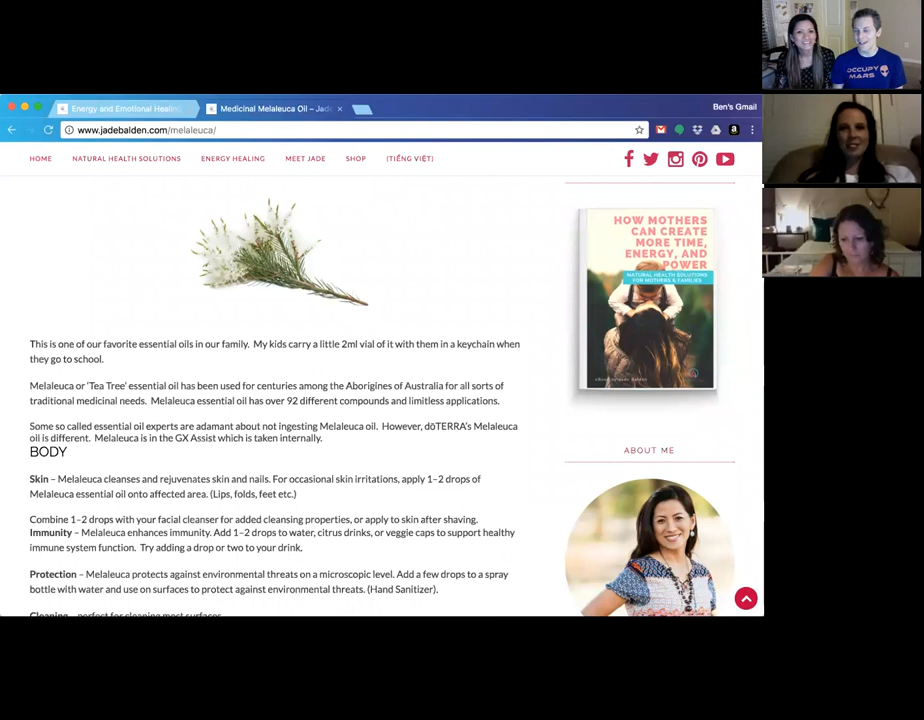 OCCUPY
MARS
Energy and Emotional Healin
Medicinal Melaleuca Oil – Jad
Ben's Gmail
www.jadebalden.com/melaleuca/
HOME
NATURAL HEALTH SOLUTIONS
ENERGY HEALING
MEET JADE
SHOP
(TIẾNG VIỆT)
This is one of our favorite essential oils in our family. My kids carry a little 2ml vial of it with them in a keychain when
they go to school.
Melaleuca or 'Tea Tree' essential oil has been used for centuries among the Aborigines of Australia for all sorts of
traditional medicinal needs. Melaleuca essential oil has over 92 different compounds and limitless applications.
Some so called essential oil experts are adamant about not ingesting Melaleuca oil. However, dōTERRA's Melaleuca
oil is different. Melaleuca is in the GX Assist which is taken internally.
BODY
Skin – Melaleuca cleanses and rejuvenates skin and nails. For occasional skin irritations, apply 1–2 drops of
Melaleuca essential oil onto affected area. (Lips, folds, feet etc.)
Combine 1–2 drops with your facial cleanser for added cleansing properties, or apply to skin after shaving.
Immunity – Melaleuca enhances immunity. Add 1–2 drops to water, citrus drinks, or veggie caps to support healthy
immune system function. Try adding a drop or two to your drink.
Protection – Melaleuca protects against environmental threats on a microscopic level. Add a few drops to a spray
bottle with water and use on surfaces to protect against environmental threats. (Hand Sanitizer).
Cleaning – perfect for cleaning most surfaces
HOW MOTHERS
CAN CREATE
MORE TIME,
ENERGY, AND
POWER
NATURAL HEALTH SOLUTIONS
FOR MOTHERS & FAMILIES
ABOUT ME